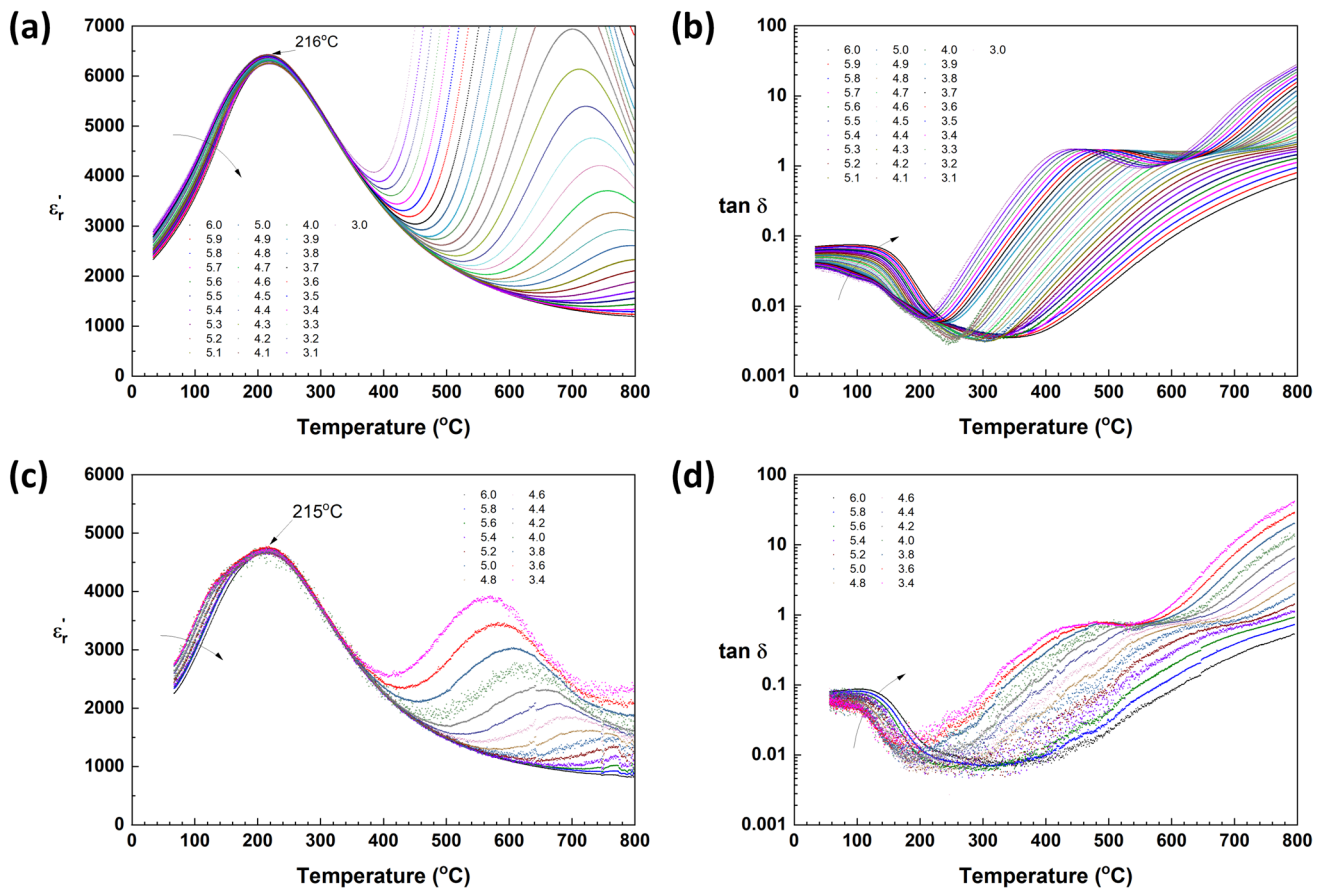 (a)
7000
6000
5000
4000
3000
2000
1000
0
ε'r
216°C
6.0 5.0 4.0 3.0
5.9 4.9 3.9
5.8 4.8 3.8
5.7 4.7 3.7
5.6 4.6 3.6
5.5 4.5 3.5
5.4 4.4 3.4
5.3 4.3 3.3
5.2 4.2 3.2
5.1 4.1 3.1
0 100 200 300 400 500 600 700 800
Temperature (°C)
(b)
100
10
1
0.1
0.01
0.001
tan δ
6.0 5.0 4.0 3.0
5.9 4.9 3.9
5.8 4.8 3.8
5.7 4.7 3.7
5.6 4.6 3.6
5.5 4.5 3.5
5.4 4.4 3.4
5.3 4.3 3.3
5.2 4.2 3.2
5.1 4.1 3.1
0 100 200 300 400 500 600 700 800
Temperature (°C)
(c)
6000
5000
4000
3000
2000
1000
0
ε'r
215°C
6.0 4.6
5.8 4.4
5.6 4.2
5.4 4.0
5.2 3.8
5.0 3.6
4.8 3.4
0 100 200 300 400 500 600 700 800
Temperature (°C)
(d)
100
10
1
0.1
0.01
0.001
tan δ
6.0 4.6
5.8 4.4
5.6 4.2
5.4 4.0
5.2 3.8
5.0 3.6
4.8 3.4
0 100 200 300 400 500 600 700 800
Temperature (°C)